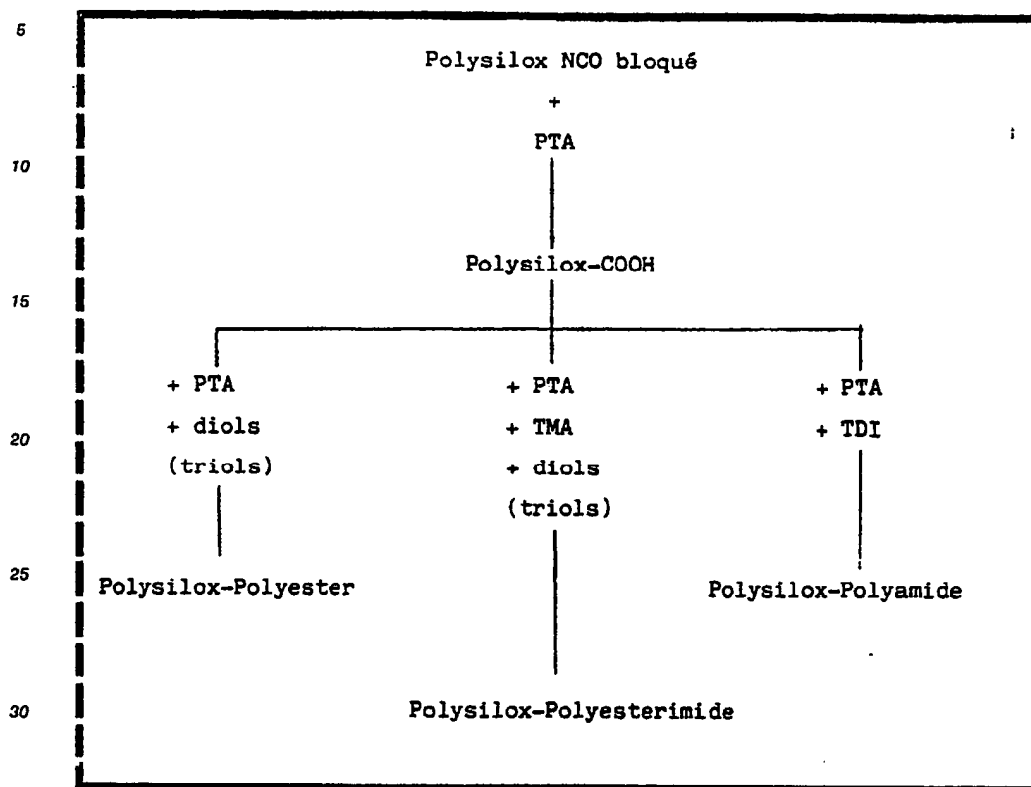 5
Polysilox NCO bloqué
+
PTA
10
Polysilox-COOH
15
+ PTA
+ diols
(triols)
+ PTA
+ TMA
+ diols
(triols)
+ PTA
+ TDI
20
25
Polysilox-Polyester
Polysilox-Polyamide
30
Polysilox-Polyesterimide